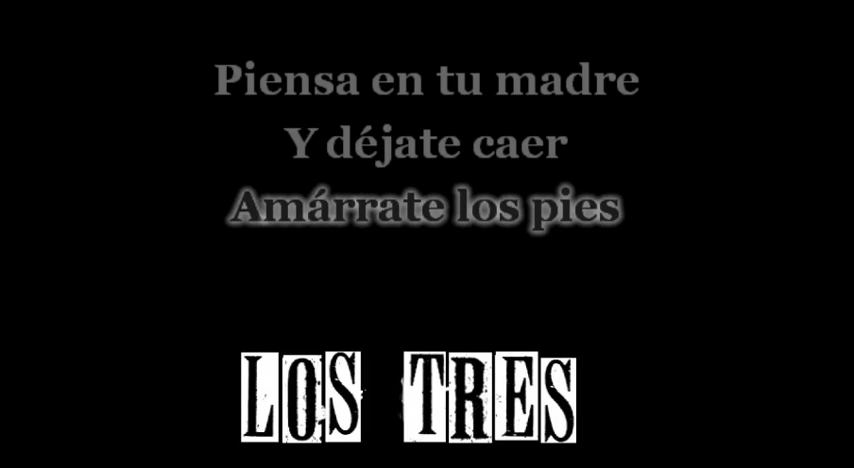 Piensa en tu madre
Y déjate caer
Amárrate los pies
LOS TRES